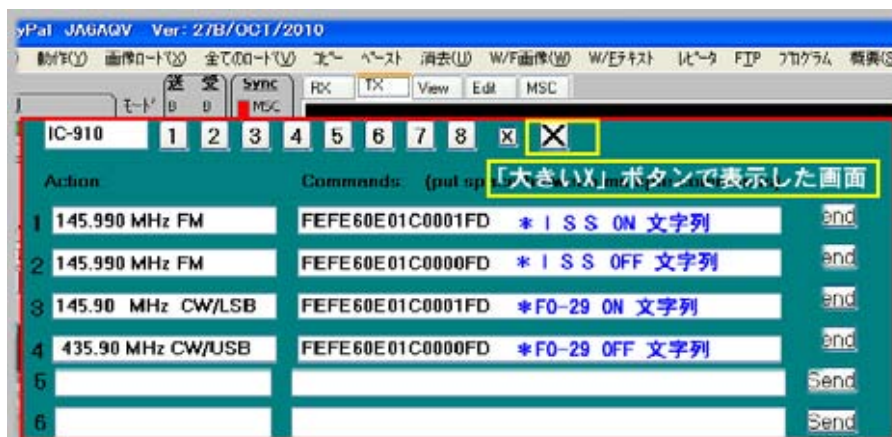 yPal JA6AQV Ver: 27B/OCT/2010
動作(Y) 画像ロード(X) 全てのロード(V) コピー ペースト 消去(U) W/F画像(W) W/Eテキスト リピータ FTP プログラム 概要(S
モード 送 受 Sync RX TX View Edit MSC
B B MSC
IC-910 1 2 3 4 5 6 7 8 X X
「大きいX」ボタンで表示した画面
Action Commands: (put sp
1 145.990 MHz FM FEFE60E01C0001FD *ISS ON 文字列 end
2 145.990 MHz FM FEFE60E01C0000FD *ISS OFF 文字列 end
3 145.90 MHz CW/LSB FEFE60E01C0001FD *FO-29 ON 文字列 end
4 435.90 MHz CW/USB FEFE60E01C0000FD *FO-29 OFF 文字列 end
5 Send
6 Send